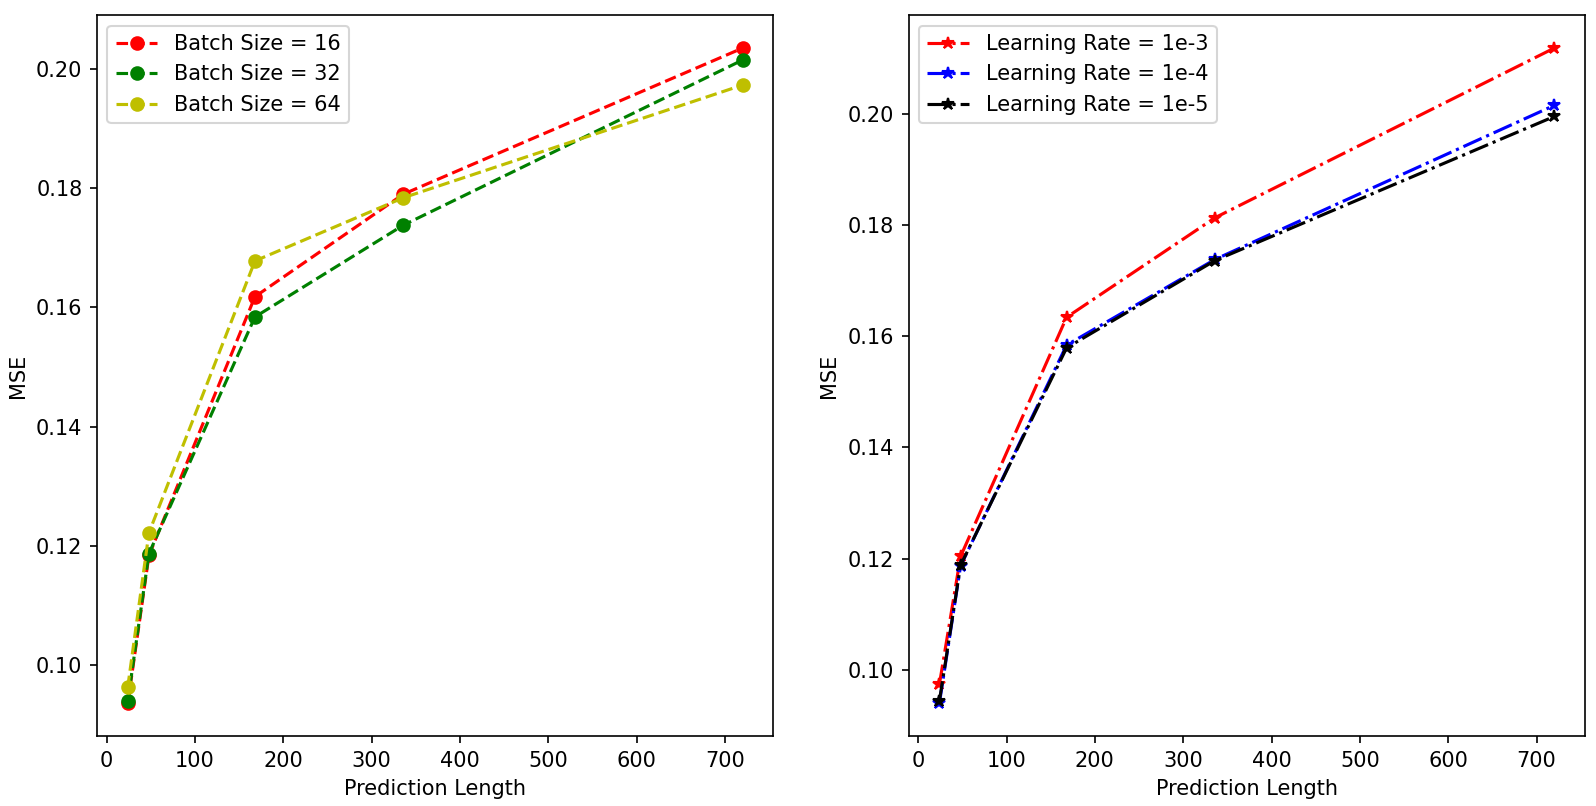 Batch Size = 16
Batch Size = 32
Batch Size = 64
0.20
0.18
0.16
0.14
0.12
0.10
MSE
0 100 200 300 400 500 600 700
Prediction Length
Learning Rate = 1e-3
Learning Rate = 1e-4
Learning Rate = 1e-5
0.20
0.18
0.16
0.14
0.12
0.10
MSE
0 100 200 300 400 500 600 700
Prediction Length